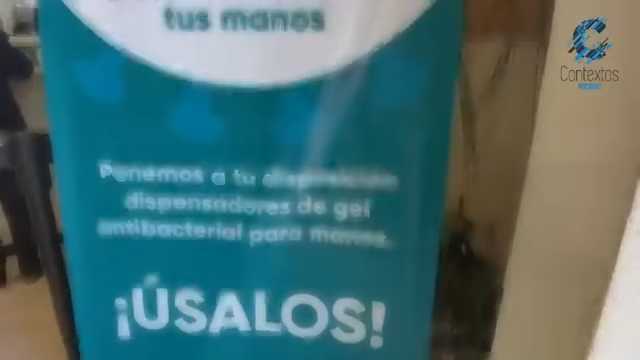 tus manos
Ponemos a tu disposición
dispensadores de gel
antibacterial para manos.
¡ÚSALOS!
Contextos